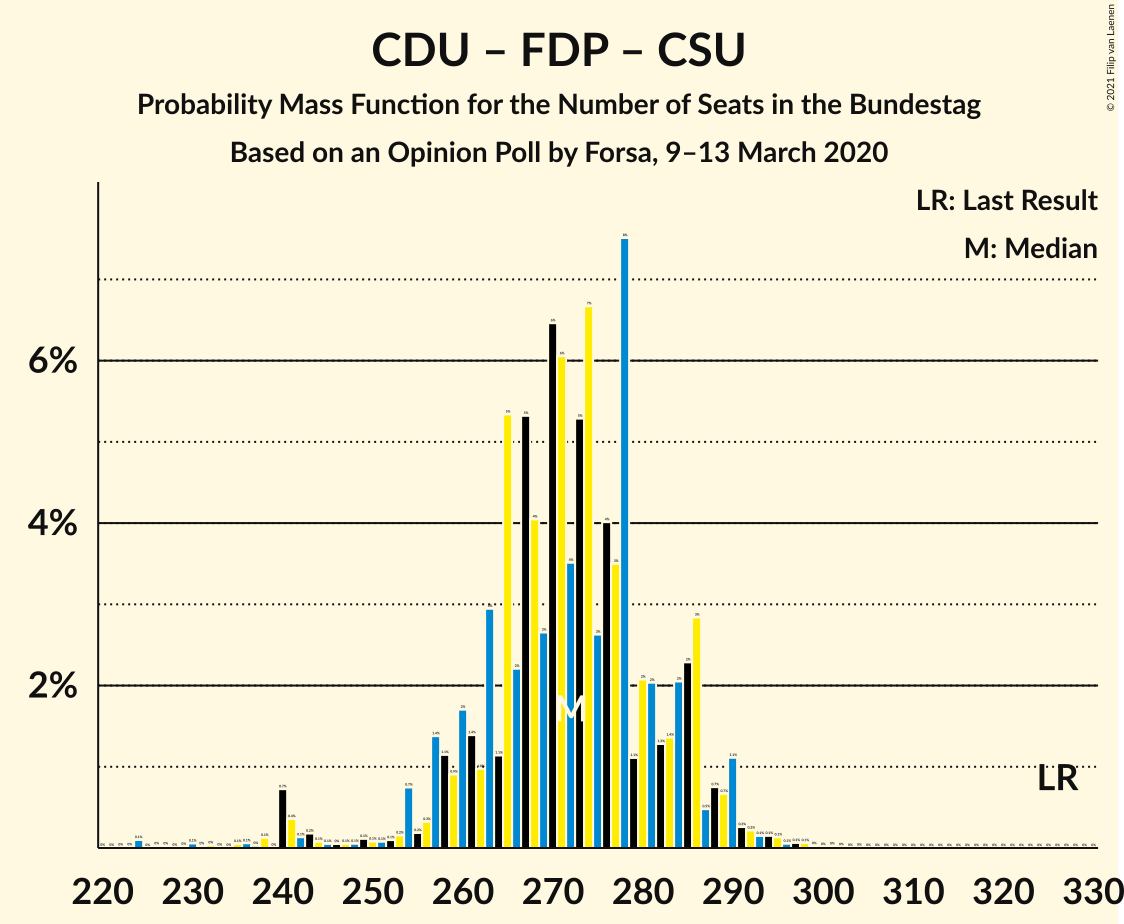 CDU – FDP – CSU
Probability Mass Function for the Number of Seats in the Bundestag
Based on an Opinion Poll by Forsa, 9–13 March 2020
© 2021 Filip van Laenen
LR: Last Result
M: Median
6%
4%
2%
M
LR
220 230 240 250 260 270 280 290 300 310 320 330